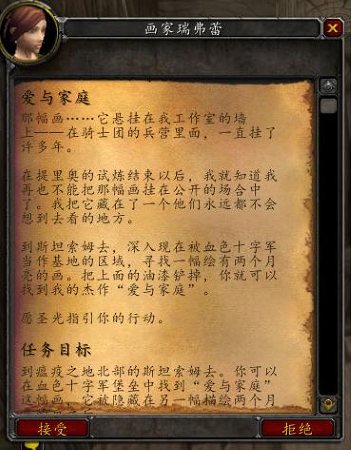 画家瑞弗蕾
爱与家庭
那幅画……它悬挂在我工作室的墙
上——在骑士团的兵营里面，一直挂了
许多年。
在提里奥的试炼结束以后，我就知道我
再也不能把那幅画挂在公开的场合中
了。我把它藏在了一个他们永远都不会
想到去看的地方。
到斯坦索姆去，深入现在被血色十字军
当作基地的区域，寻找一幅绘有两个月
亮的画。把上面的油漆铲掉，你就可以
找到我的杰作“爱与家庭”。
愿圣光指引你的行动。
任务目标
到瘟疫之地北部的斯坦索姆去。你可以
在血色十字军堡垒中找到“爱与家庭”
这幅画，它被隐藏在另一幅描绘两个月
接受
拒绝